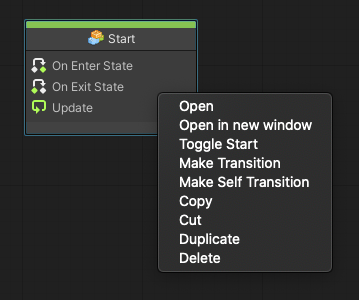 Start
On Enter State
On Exit State
Update
Open
Open in new window
Toggle Start
Make Transition
Make Self Transition
Copy
Cut
Duplicate
Delete